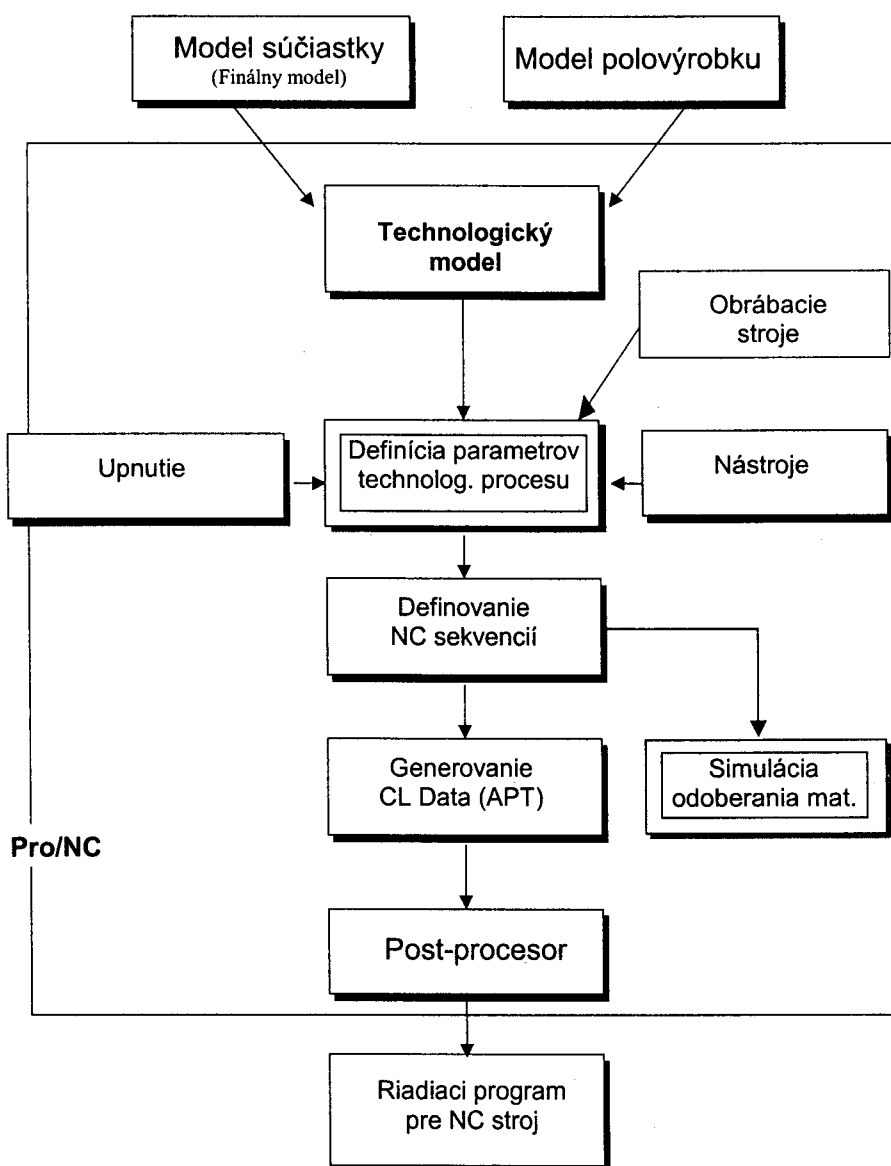 Model súčiastky
(Finálny model)
Model polovýrobku
Technologický
model
Obrábacie
stroje
Upnutie
Definícia parametrov
technolog. procesu
Nástroje
Definovanie
NC sekvencií
Generovanie
CL Data (APT)
Simulácia
odoberania mat.
Pro/NC
Post-procesor
Riadiaci program
pre NC stroj